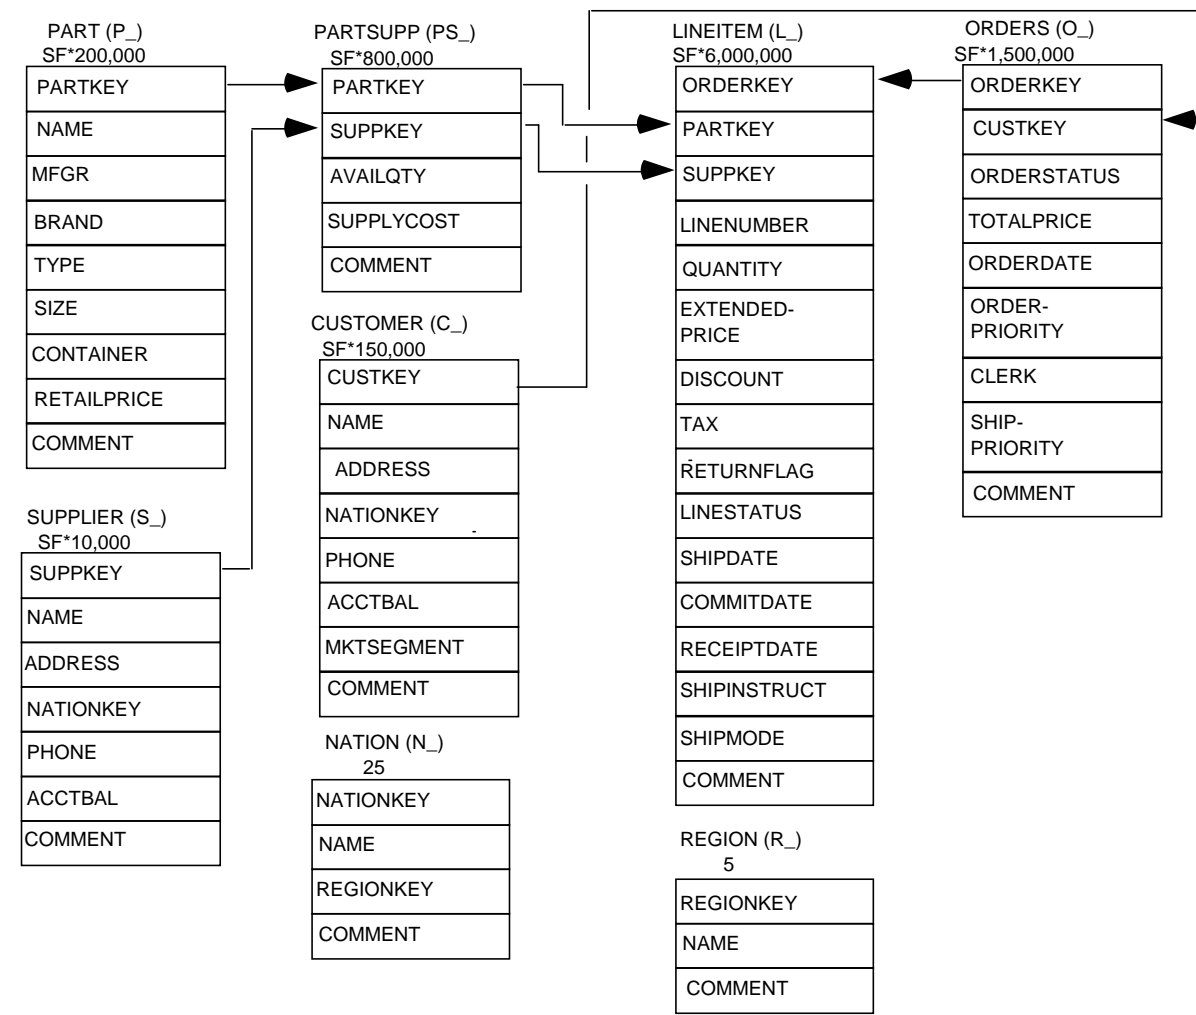 PART (P_)
SF*200,000
PARTKEY
NAME
MFGR
BRAND
TYPE
SIZE
CONTAINER
RETAILPRICE
COMMENT
SUPPLIER (S_)
SF*10,000
SUPPKEY
NAME
ADDRESS
NATIONKEY
PHONE
ACCTBAL
COMMENT
PARTSUPP (PS_)
SF*800,000
PARTKEY
SUPPKEY
AVAILQTY
SUPPLYCOST
COMMENT
CUSTOMER (C_)
SF*150,000
CUSTKEY
NAME
ADDRESS
NATIONKEY
PHONE
ACCTBAL
MKTSEGMENT
COMMENT
NATION (N_)
25
NATIONKEY
NAME
REGIONKEY
COMMENT
LINEITEM (L_)
SF*6,000,000
ORDERKEY
PARTKEY
SUPPKEY
LINENUMBER
QUANTITY
EXTENDED-
PRICE
DISCOUNT
TAX
RETURNFLAG
LINESTATUS
SHIPDATE
COMMITDATE
RECEIPTDATE
SHIPINSTRUCT
SHIPMODE
COMMENT
REGION (R_)
5
REGIONKEY
NAME
COMMENT
ORDERS (O_)
SF*1,500,000
ORDERKEY
CUSTKEY
ORDERSTATUS
TOTALPRICE
ORDERDATE
ORDER-
PRIORITY
CLERK
SHIP-
PRIORITY
COMMENT